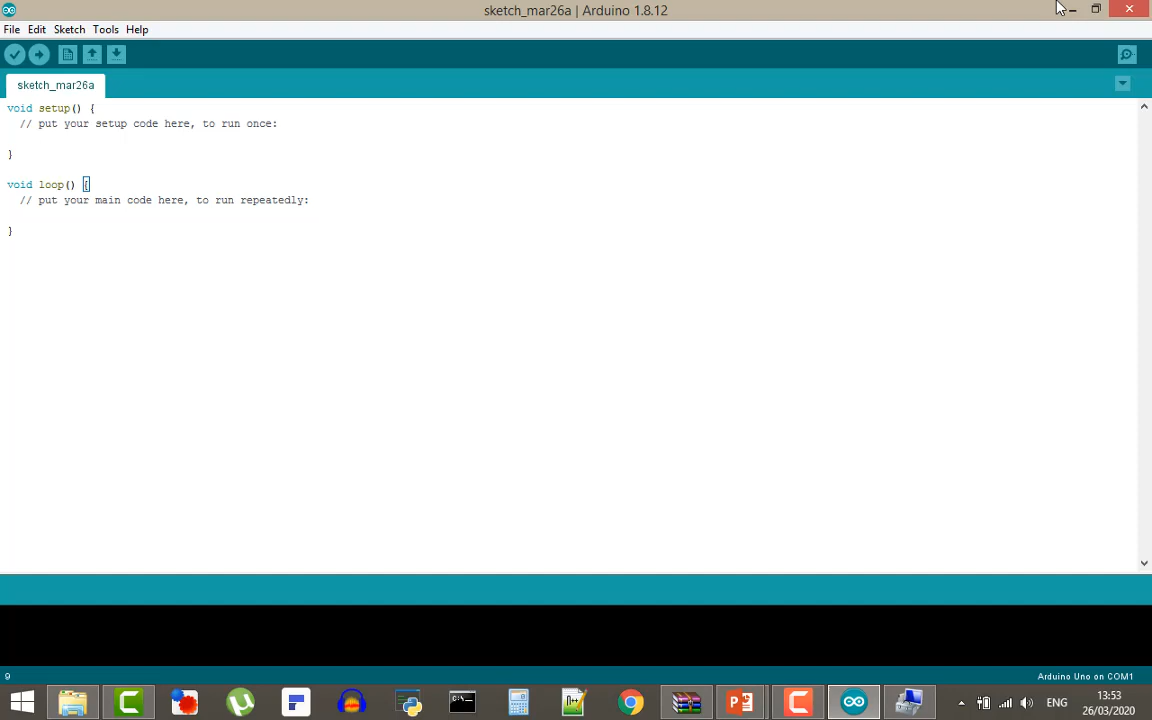 sketch_mar26a | Arduino 1.8.12
File Edit Sketch Tools Help
sketch_mar26a
void setup() {
  // put your setup code here, to run once:

}

void loop() {
  // put your main code here, to run repeatedly:

}
9
Arduino Uno on COM1
ENG
13:53
26/03/2020